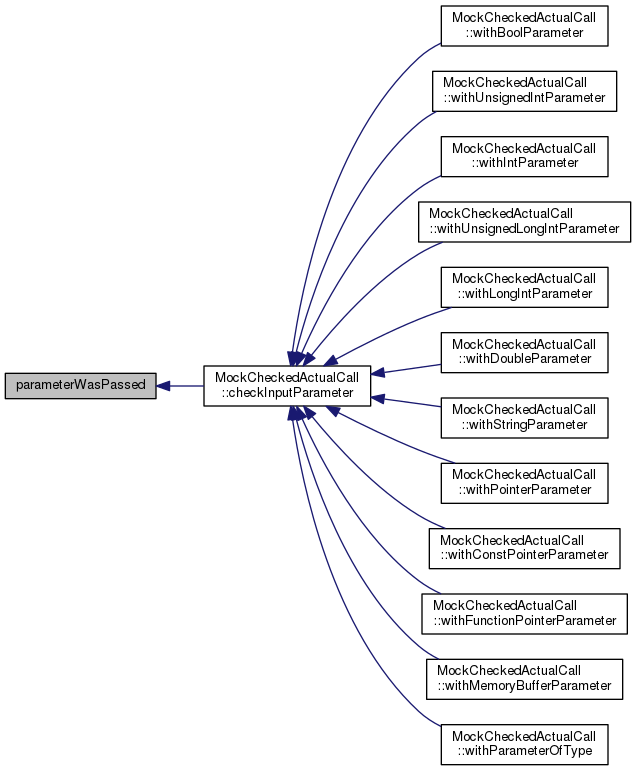 parameterWasPassed
MockCheckedActualCall
::checkInputParameter
MockCheckedActualCall
::withBoolParameter
MockCheckedActualCall
::withUnsignedIntParameter
MockCheckedActualCall
::withIntParameter
MockCheckedActualCall
::withUnsignedLongIntParameter
MockCheckedActualCall
::withLongIntParameter
MockCheckedActualCall
::withDoubleParameter
MockCheckedActualCall
::withStringParameter
MockCheckedActualCall
::withPointerParameter
MockCheckedActualCall
::withConstPointerParameter
MockCheckedActualCall
::withFunctionPointerParameter
MockCheckedActualCall
::withMemoryBufferParameter
MockCheckedActualCall
::withParameterOfType